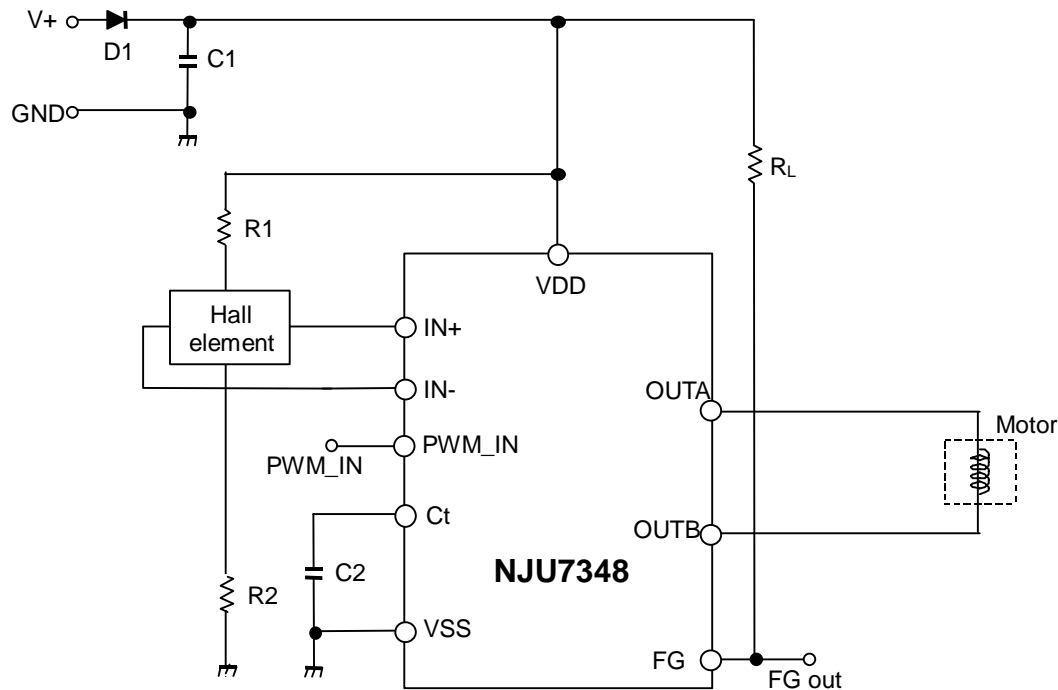 V+
D1
C1
GND
RL
R1
VDD
Hall
element
IN+
IN-
OUTA
Motor
PWM_IN
PWM_IN
Ct
OUTB
C2
NJU7348
R2
VSS
FG
FG out